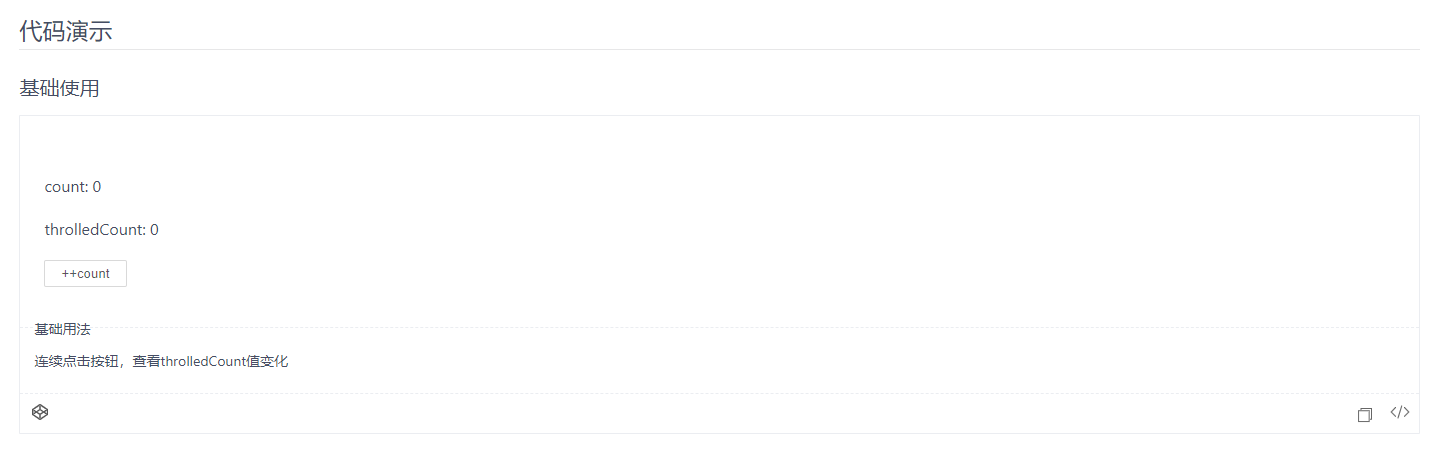 代码演示
基础使用
count: 0
throlledCount: 0
++count
基础用法
连续点击按钮，查看throlledCount值变化